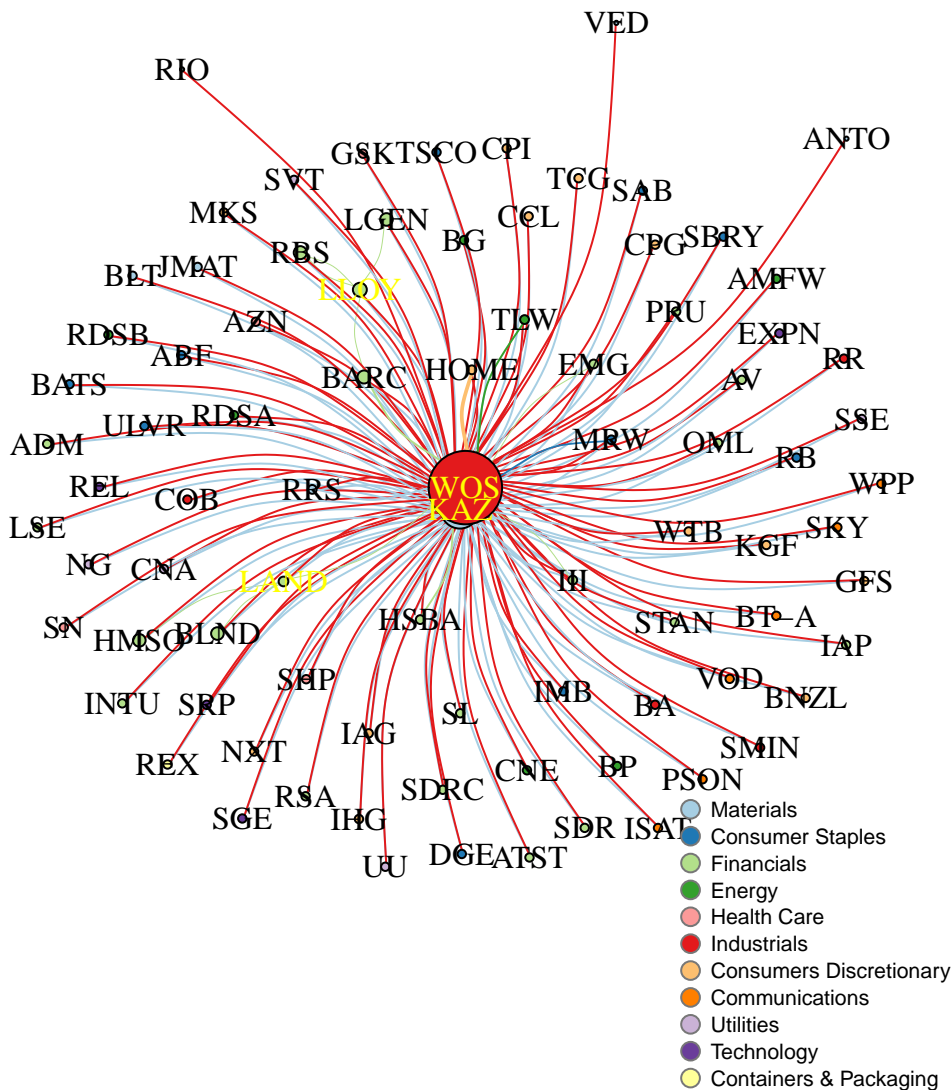 VED
RIO
ANTO
GSK
TSCO
CPI
SVT
TCG
SAB
MKS
LGEN
CCL
BG
CPG
SBRY
RBS
JMAT
BLT
LLOY
AMFW
AZN
TLW
PRU
EXPN
RDSB
ABF
RR
BATS
BARC
HOME
EMG
AV
ULVR
RDSA
SSE
ADM
MRW
OML
RB
REL
COB
RRS
WOS
WPP
LSE
KAZ
WTB
KGF
SKY
NG
CNA
LAND
III
GFS
SN
HMSO
BLND
HSBA
STAN
BT−A
IAP
INTU
SRP
SHP
IMB
VOD
BNZL
SL
BA
REX
NXT
IAG
SMIN
CNE
BP
PSON
RSA
SDRC
SGE
IHG
SDR
ISAT
UU
DGE
ATST
Materials
Consumer Staples
Financials
Energy
Health Care
Industrials
Consumers Discretionary
Communications
Utilities
Technology
Containers & Packaging